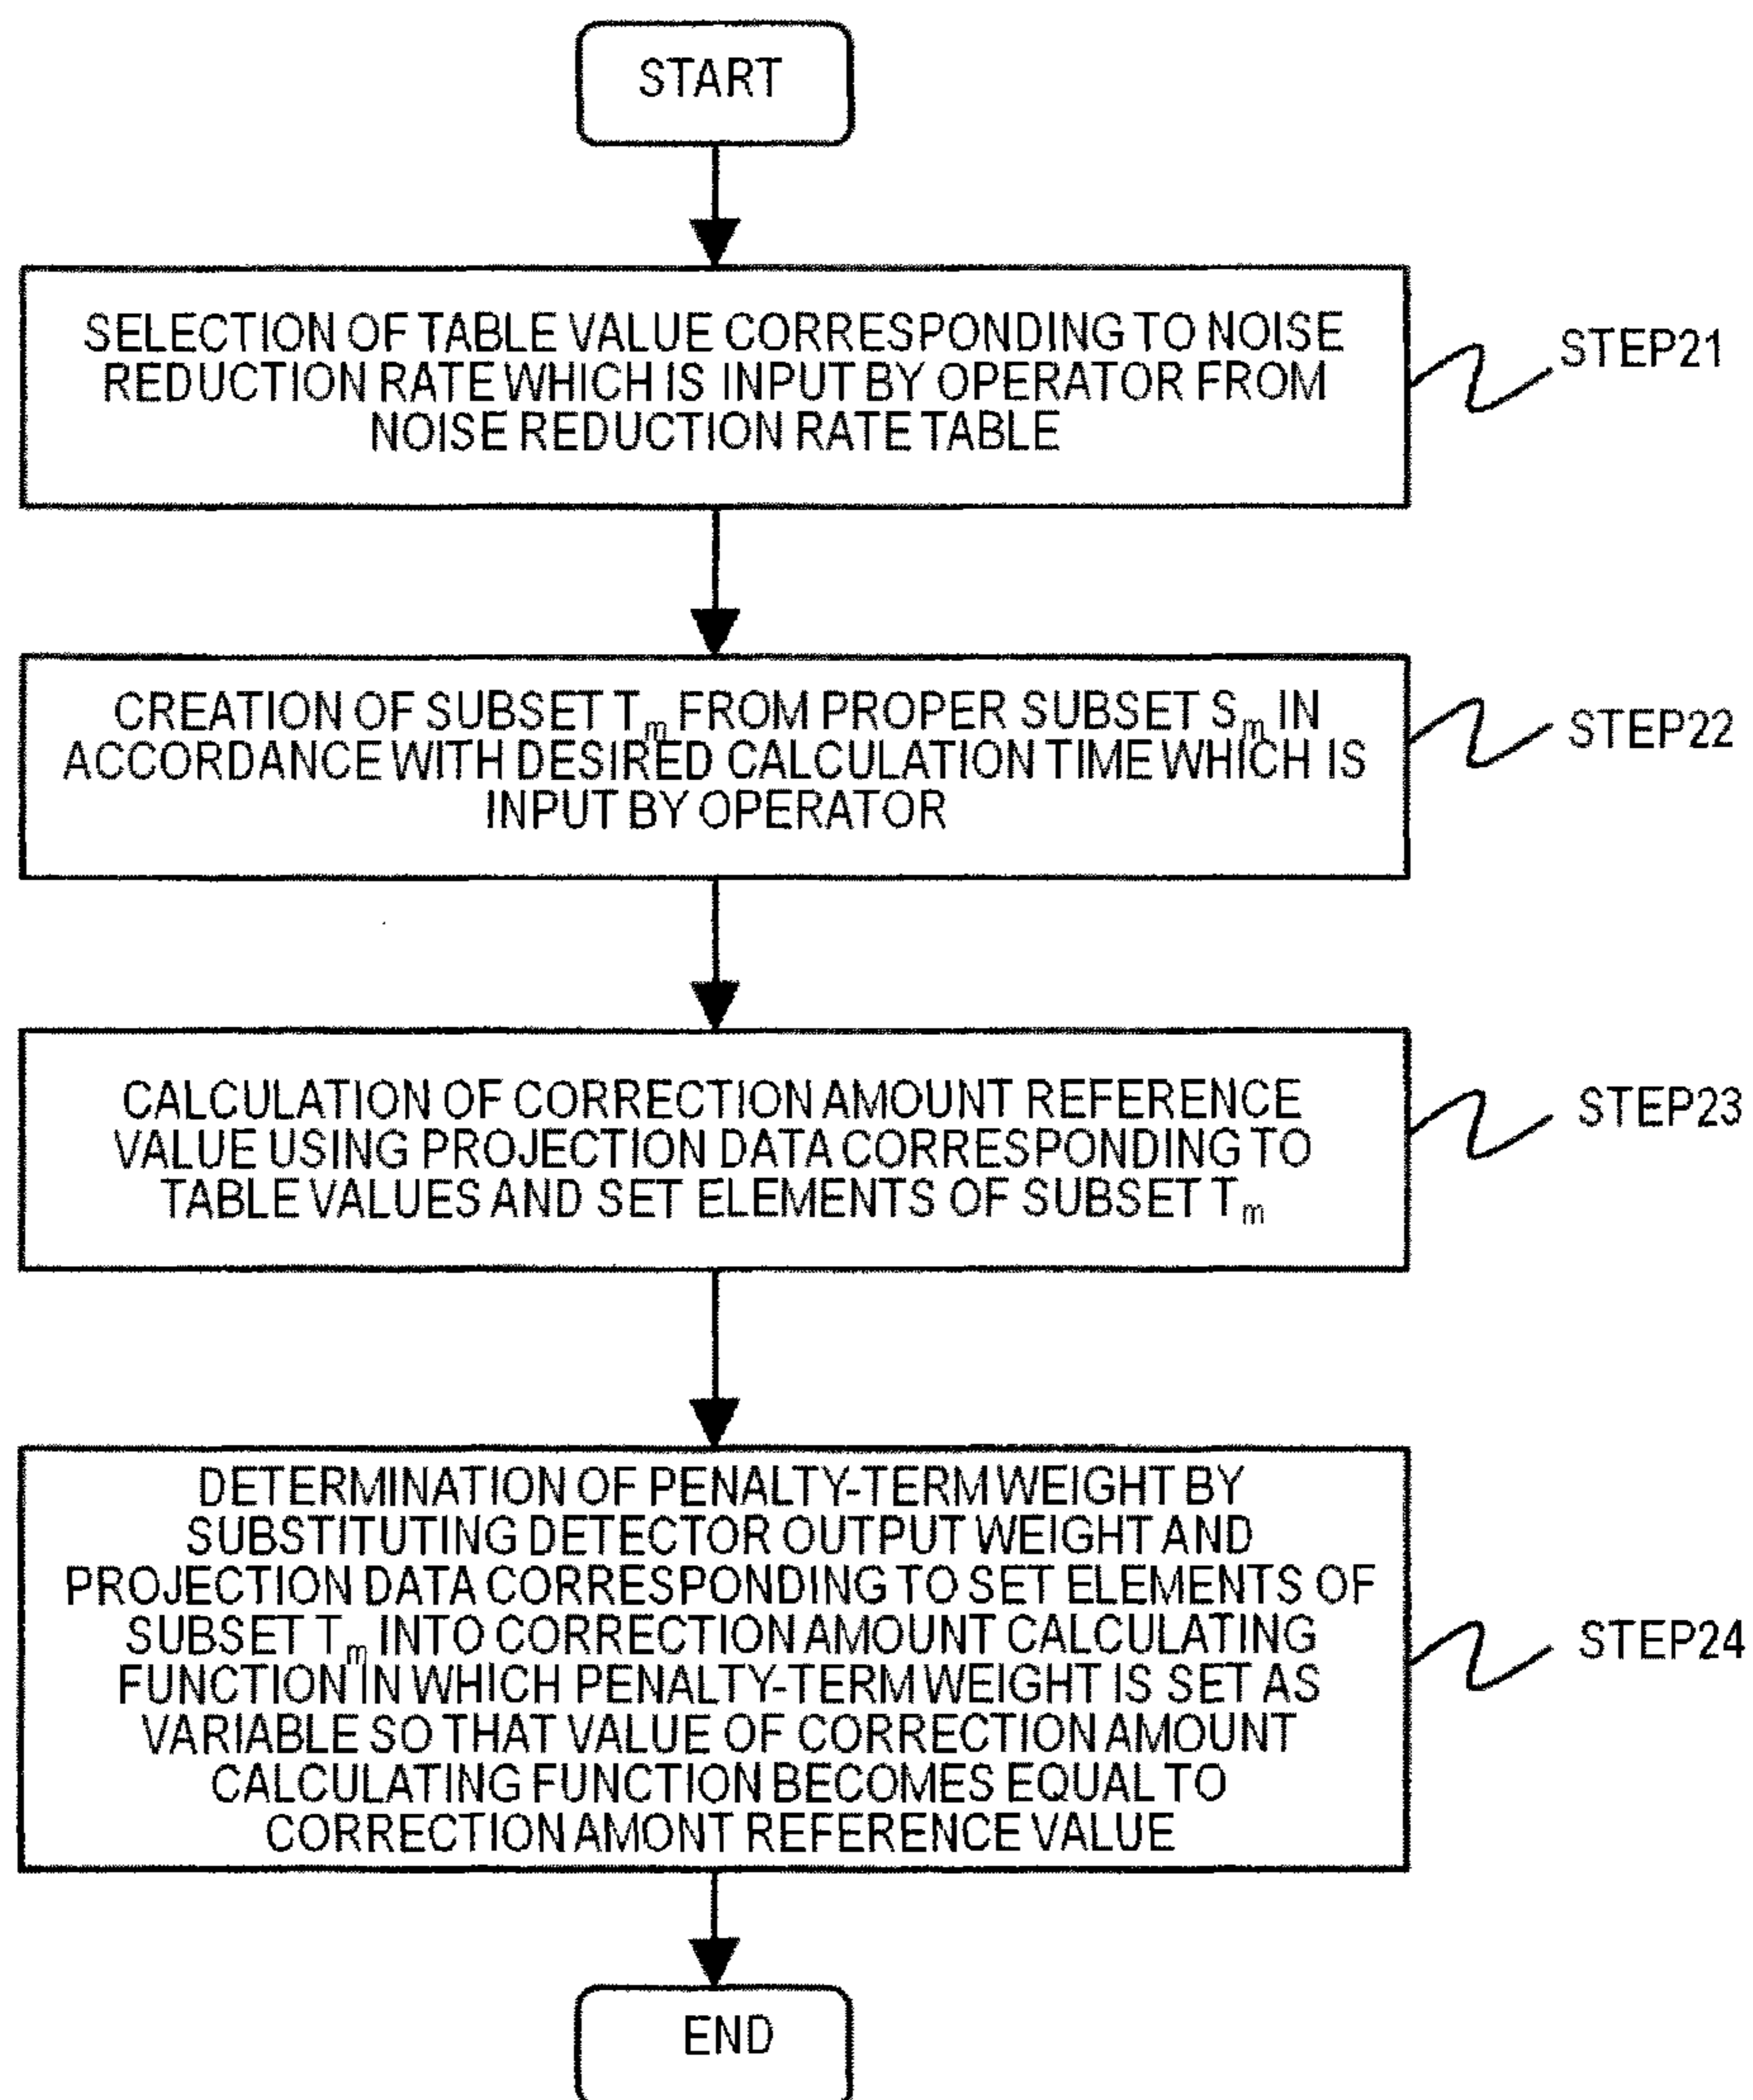 START
SELECTION OF TABLE VALUE CORRESPONDING TO NOISE
REDUCTION RATE WHICH IS INPUT BY OPERATOR FROM
NOISE REDUCTION RATE TABLE
STEP21
CREATION OF SUBSET Tm FROM PROPER SUBSET Sm IN
ACCORDANCE WITH DESIRED CALCULATION TIME WHICH IS
INPUT BY OPERATOR
STEP22
CALCULATION OF CORRECTION AMOUNT REFERENCE
VALUE USING PROJECTION DATA CORRESPONDING TO
TABLE VALUES AND SET ELEMENTS OF SUBSET Tm
STEP23
DETERMINATION OF PENALTY-TERM WEIGHT BY
SUBSTITUTING DETECTOR OUTPUT WEIGHT AND
PROJECTION DATA CORRESPONDING TO SET ELEMENTS OF
SUBSET Tm INTO CORRECTION AMOUNT CALCULATING
FUNCTION IN WHICH PENALTY-TERM WEIGHT IS SET AS
VARIABLE SO THAT VALUE OF CORRECTION AMOUNT
CALCULATING FUNCTION BECOMES EQUAL TO
CORRECTION AMONT REFERENCE VALUE
STEP24
END